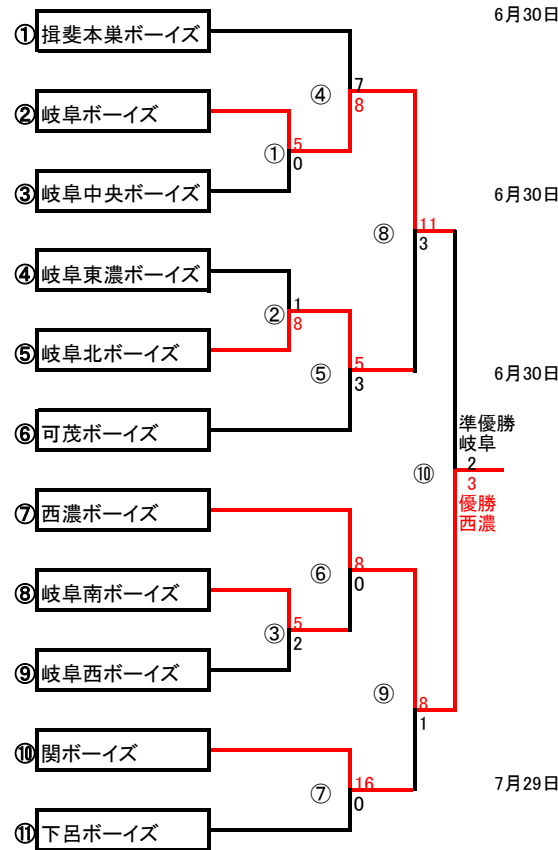 6月30日
① 揖斐本巣ボーイズ
7
④
8
② 岐阜ボーイズ
5
①
0
③ 岐阜中央ボーイズ
6月30日
11
⑧
3
④ 岐阜東濃ボーイズ
1
②
8
⑤ 岐阜北ボーイズ
5
⑤
3
6月30日
⑥ 可茂ボーイズ
準優勝
岐阜
2
⑩
3
優勝
西濃
⑦ 西濃ボーイズ
8
⑥
0
⑧ 岐阜南ボーイズ
5
③
2
⑨ 岐阜西ボーイズ
⑨
8
1
⑩ 関ボーイズ
16
⑦
0
7月29日
⑪ 下呂ボーイズ